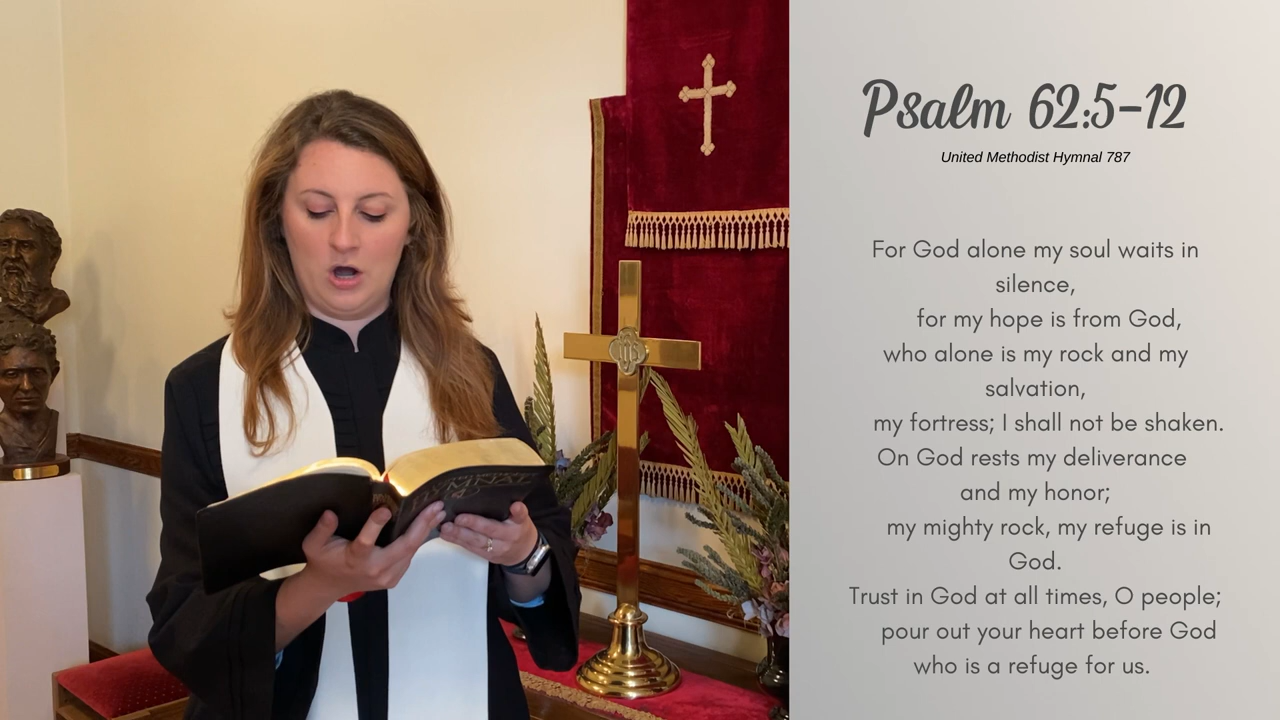 Psalm 62:5-12
United Methodist Hymnal 787
For God alone my soul waits in
silence,
for my hope is from God,
who alone is my rock and my
salvation,
my fortress; I shall not be shaken.
On God rests my deliverance
and my honor;
my mighty rock, my refuge is in
God.
Trust in God at all times, O people;
pour out your heart before God
who is a refuge for us.